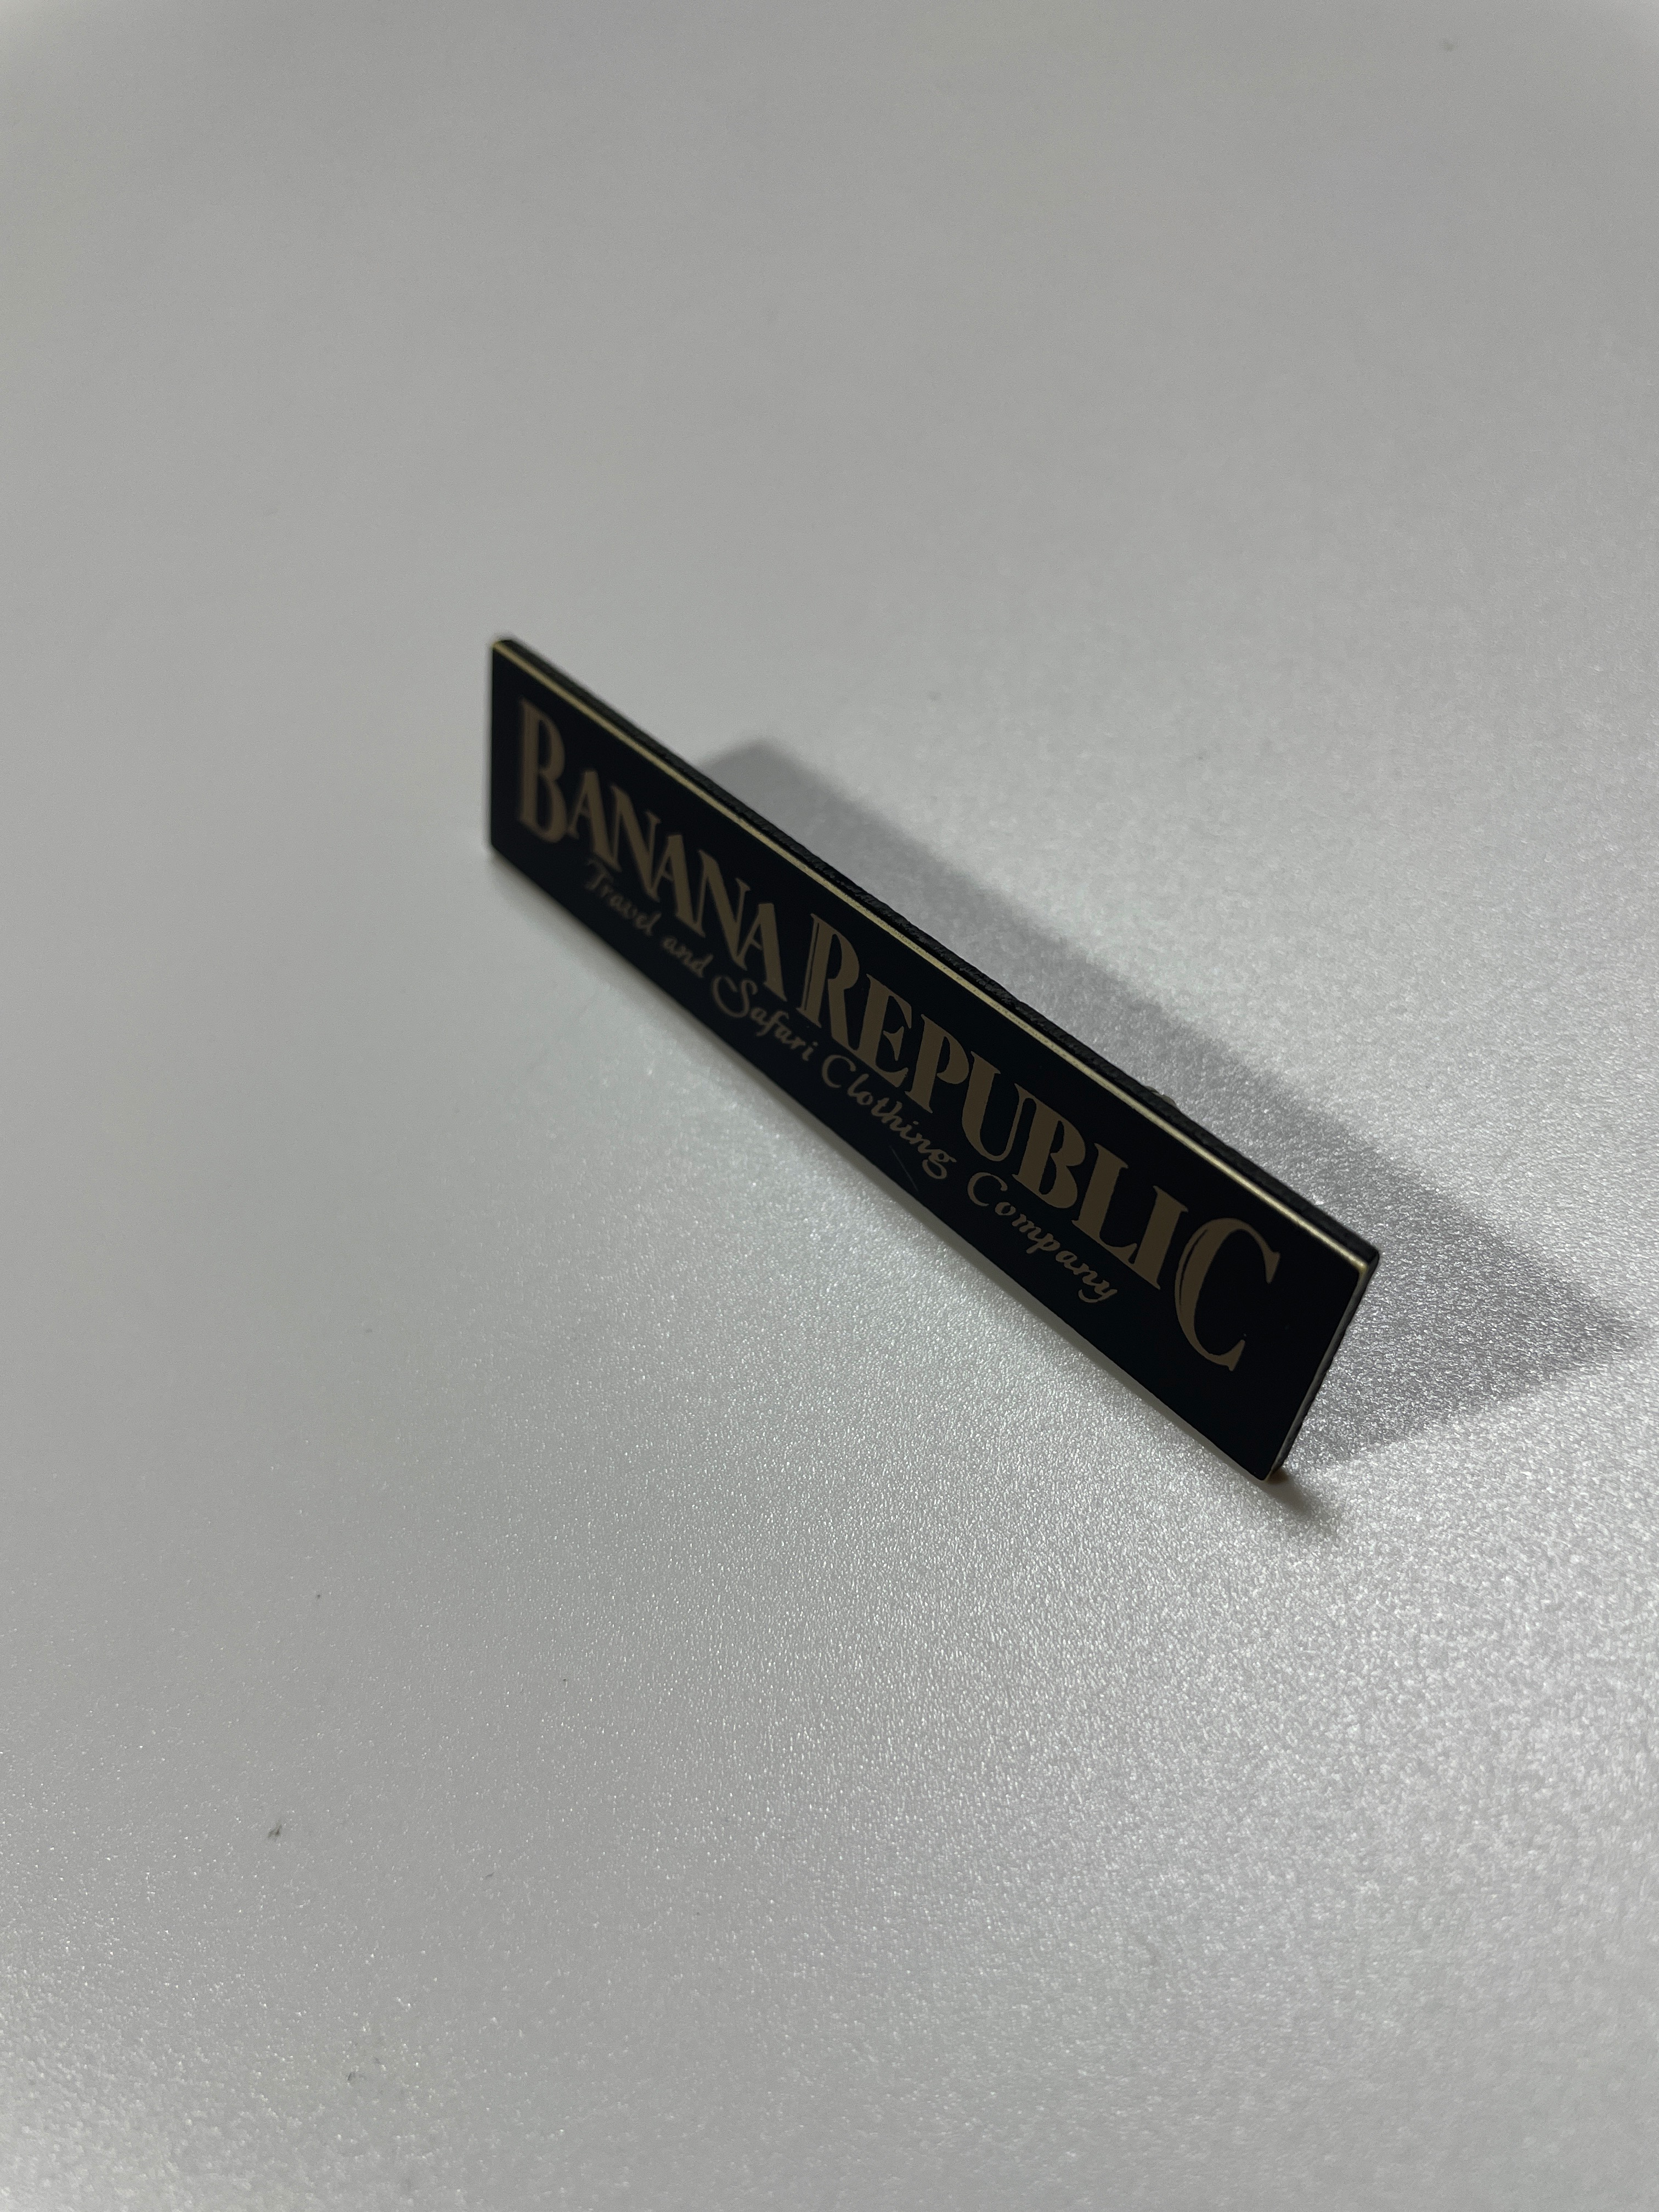 BANANA REPUBLIC
Travel and Safari Clothing Company